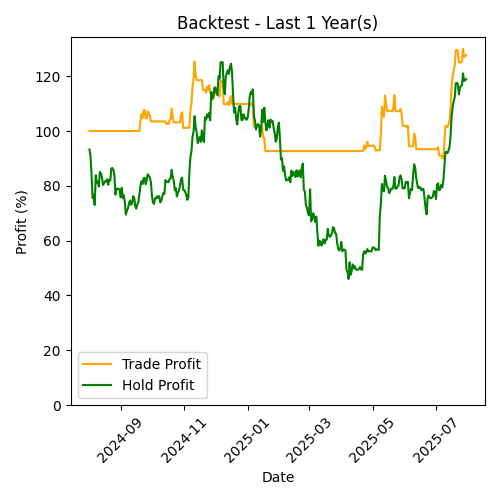 Backtest - Last 1 Year(s)
Profit (%)
120
100
80
60
40
20
0
Trade Profit
Hold Profit
2024-09
2024-11
2025-01
2025-03
2025-05
2025-07
Date